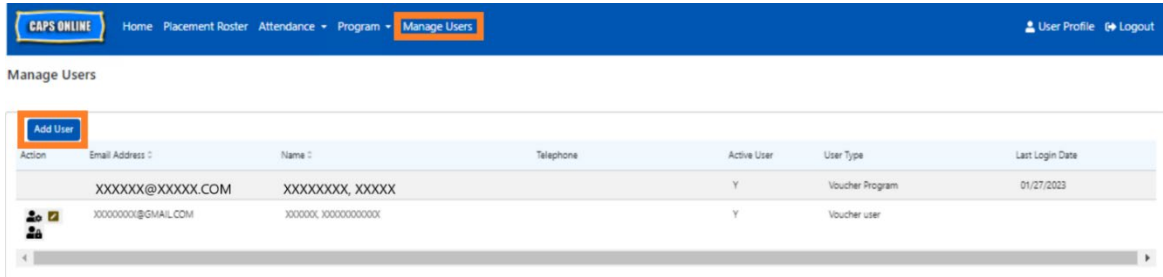 CAPS ONLINE Home Placement Roster Attendance Program Manage Users User Profile Logout
Manage Users
Add User
Action Email Address Name Telephone Active User User Type Last Login Date
XXXXXX@XXXXX.COM XXXXXXXX, XXXXX Y Voucher Program 01/27/2023
XXXXXXXX@GMAIL.COM XXXXXX, XXXXXXXXXXXX Y Voucher user